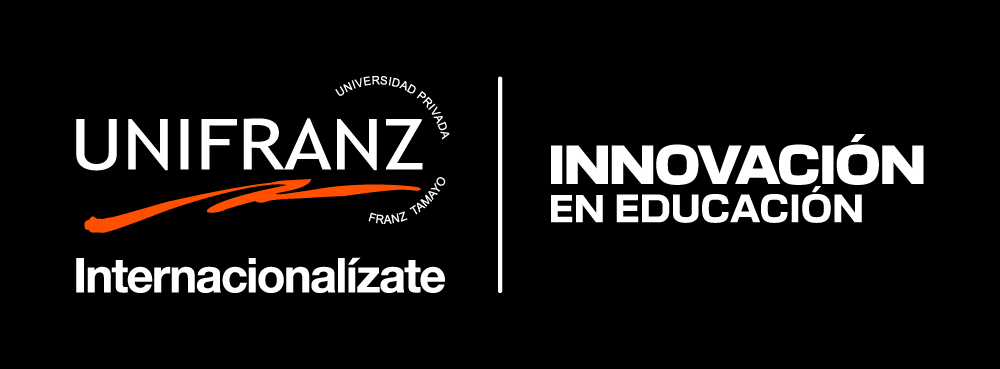 UNIVERSIDAD PRIVADA
UNIFRANZ
FRANZ TAMAYO
Internacionalízate
INNOVACIÓN
EN EDUCACIÓN